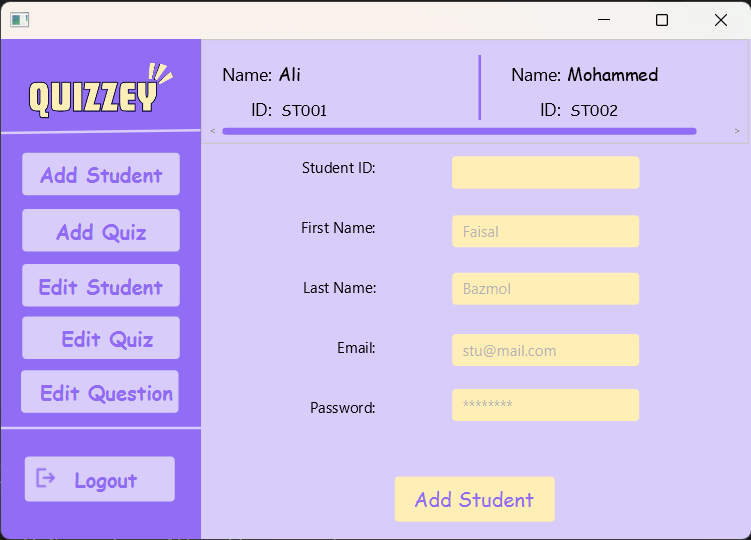 QUIZZEY
Add Student
Add Quiz
Edit Student
Edit Quiz
Edit Question
Logout
Name: Ali
ID: ST001
Name: Mohammed
ID: ST002
< >
Student ID:
First Name: Faisal
Last Name: Bazmol
Email: stu@mail.com
Password: ********
Add Student